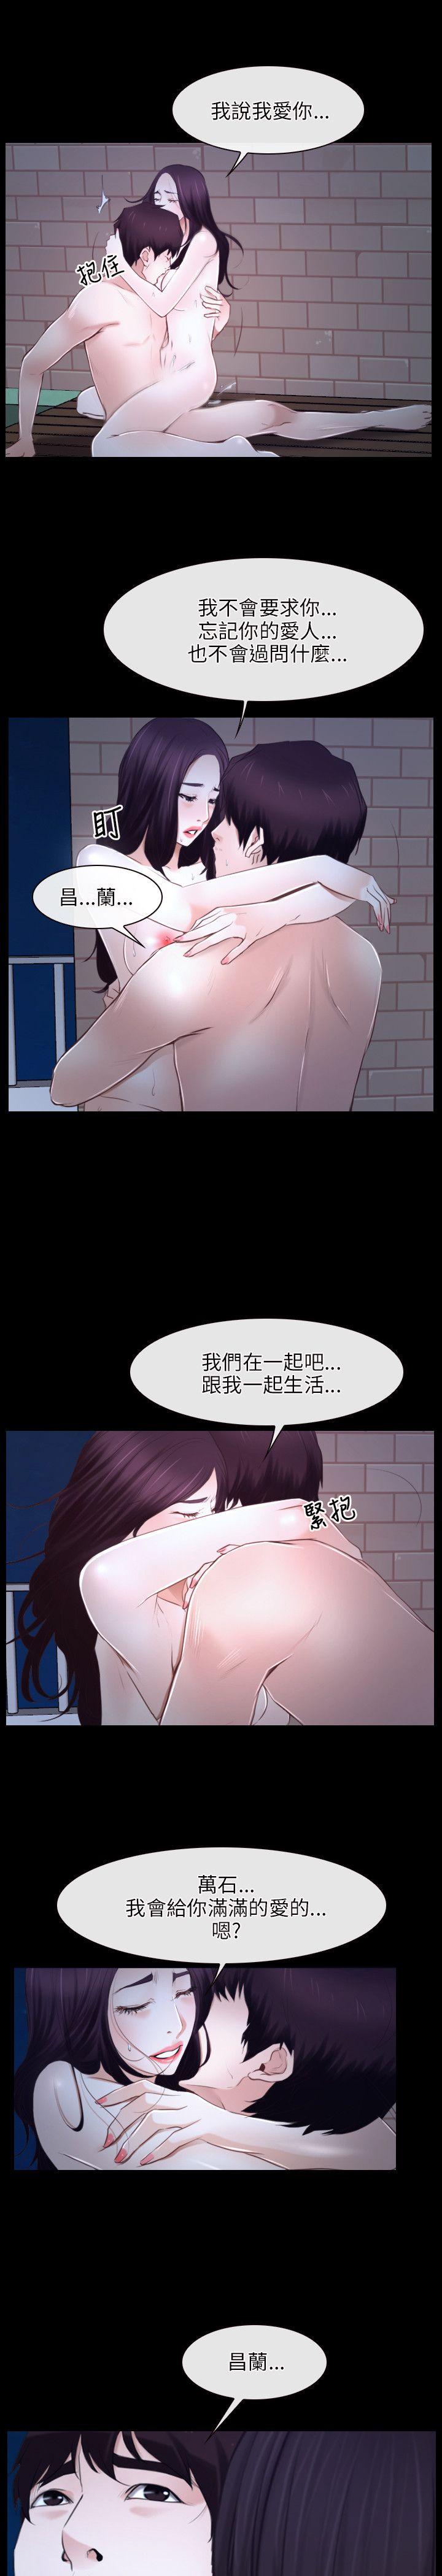 我說我愛你...
抱住
我不會要求你...
忘記你的愛人...
也不會過問什麼...
盯
昌...蘭...
我們在一起吧...
跟我一起生活...
緊抱
萬石...
我會給你滿滿的愛的...
嗯?
昌蘭...